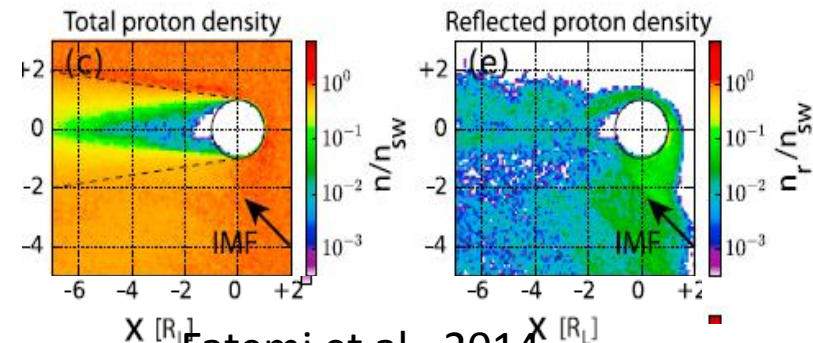 Total proton density
Reflected proton density
(c)
(e)
+2
0
-2
-4
+2
0
-2
-4
IMF
IMF
10⁰
10⁻¹
10⁻²
10⁻³
n/n_sw
10⁰
10⁻¹
10⁻²
10⁻³
n_r/n_sw
-6 -4 -2 0 +2
-6 -4 -2 0 +2
X [R_L]
X [R_L]
Fatemi et al., 2014